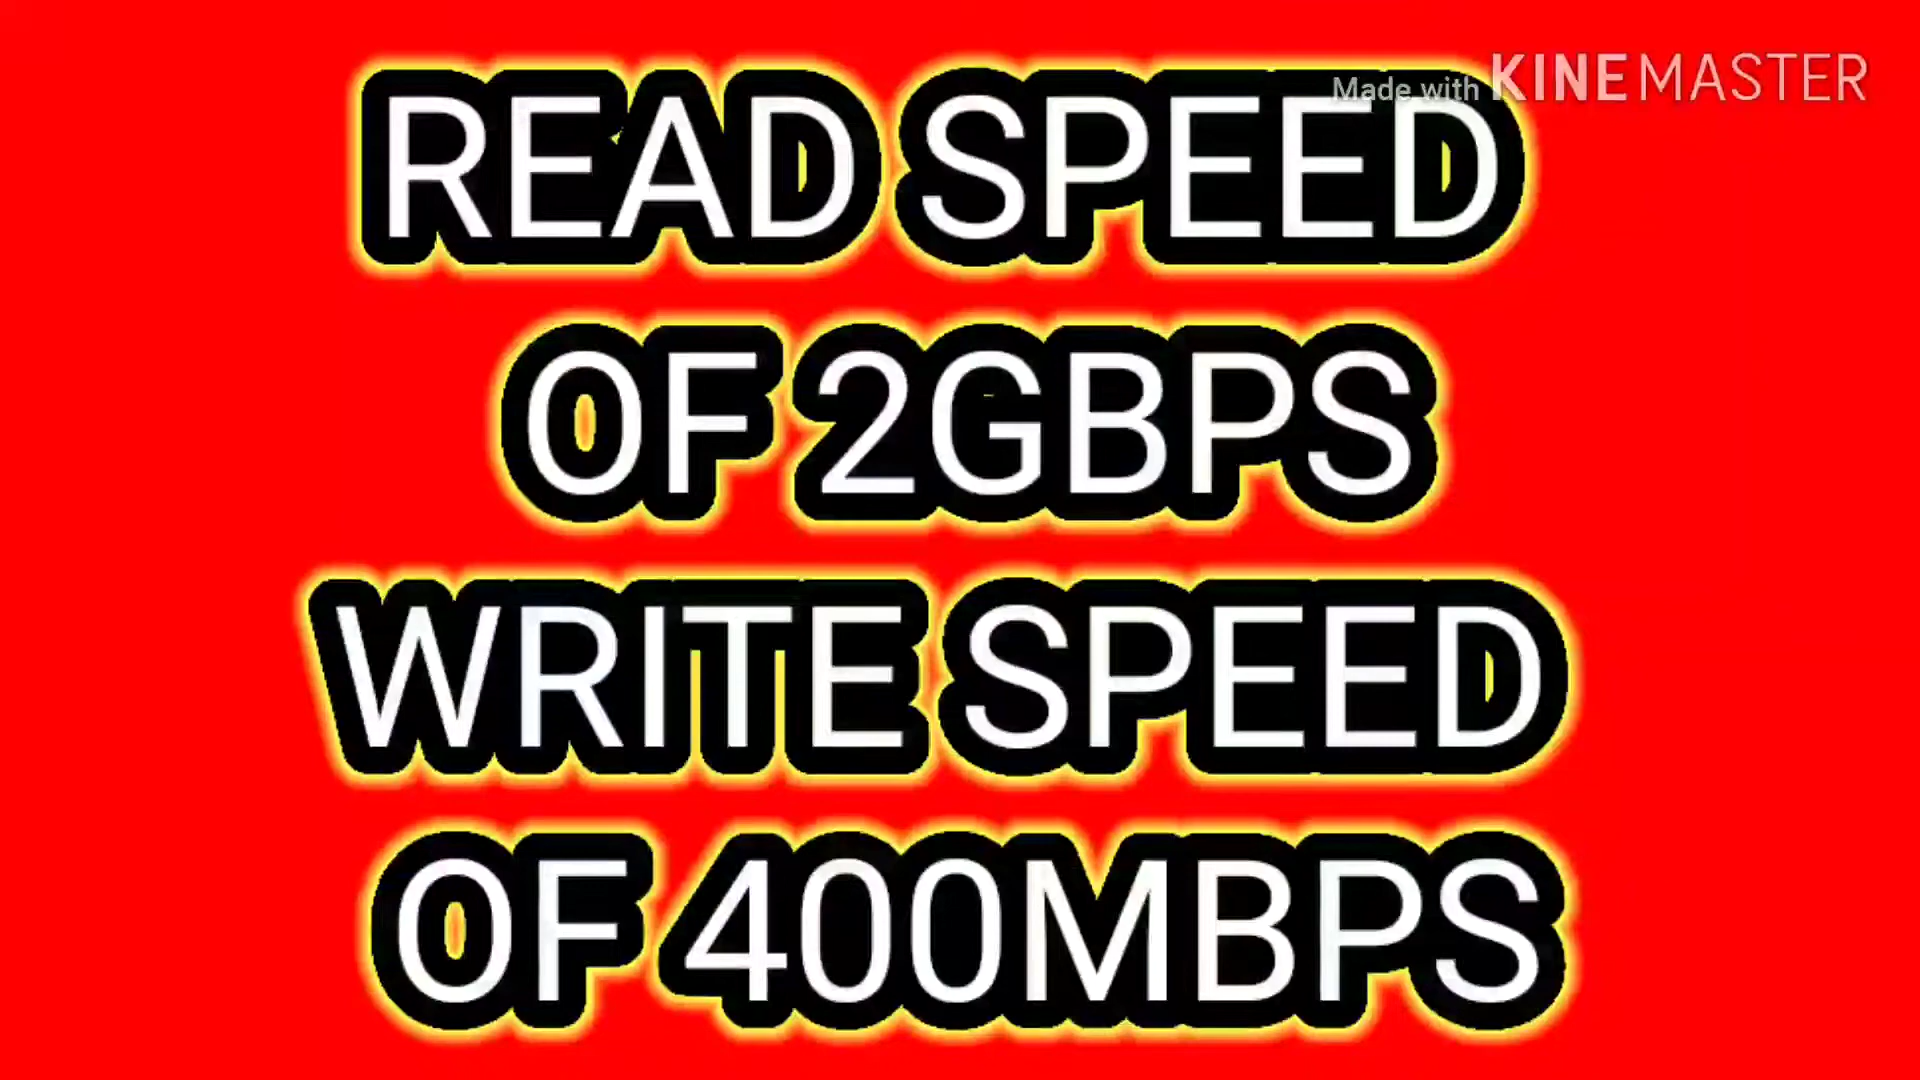 Made with KINEMASTER
READ SPEED
OF 2GBPS
WRITE SPEED
OF 400MBPS